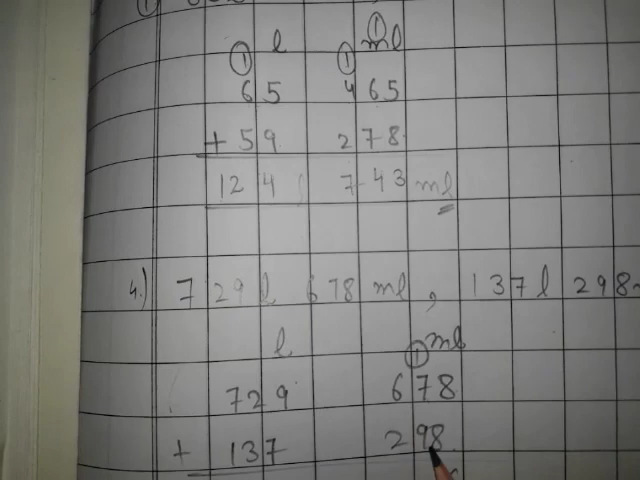 l ml
① ① ①
65 465
+ 59 278
124 743 ml
4.) 729 l 678 ml, 137 l 298
l ml
①
729 678
+ 137 298